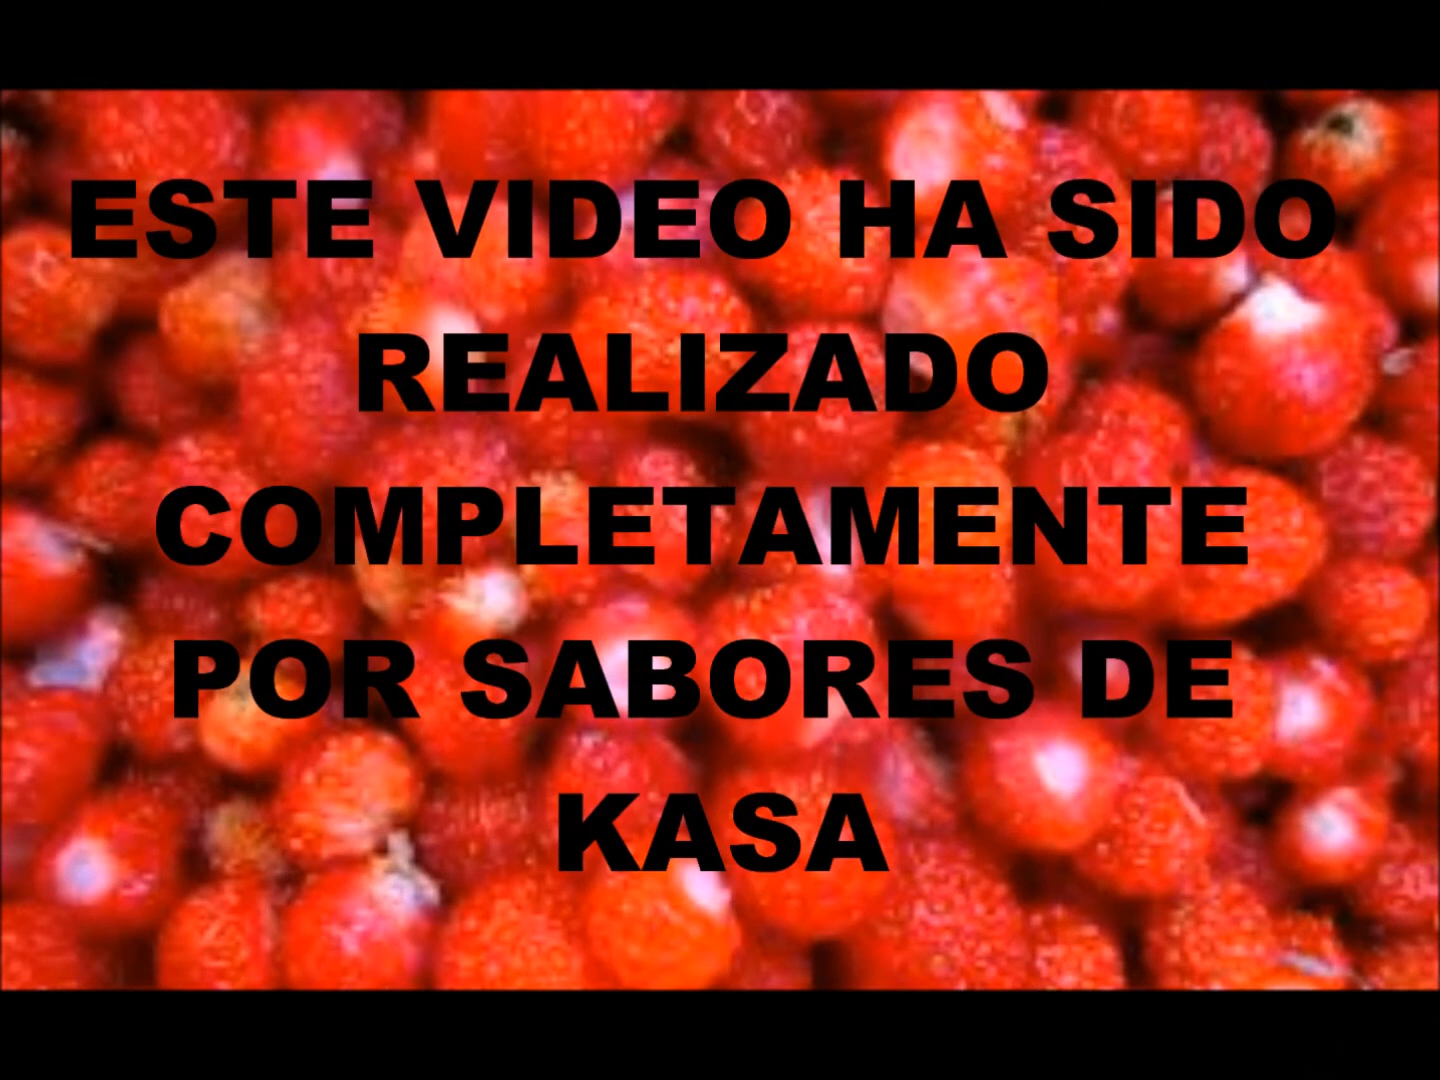 ESTE VIDEO HA SIDO
REALIZADO
COMPLETAMENTE
POR SABORES DE
KASA